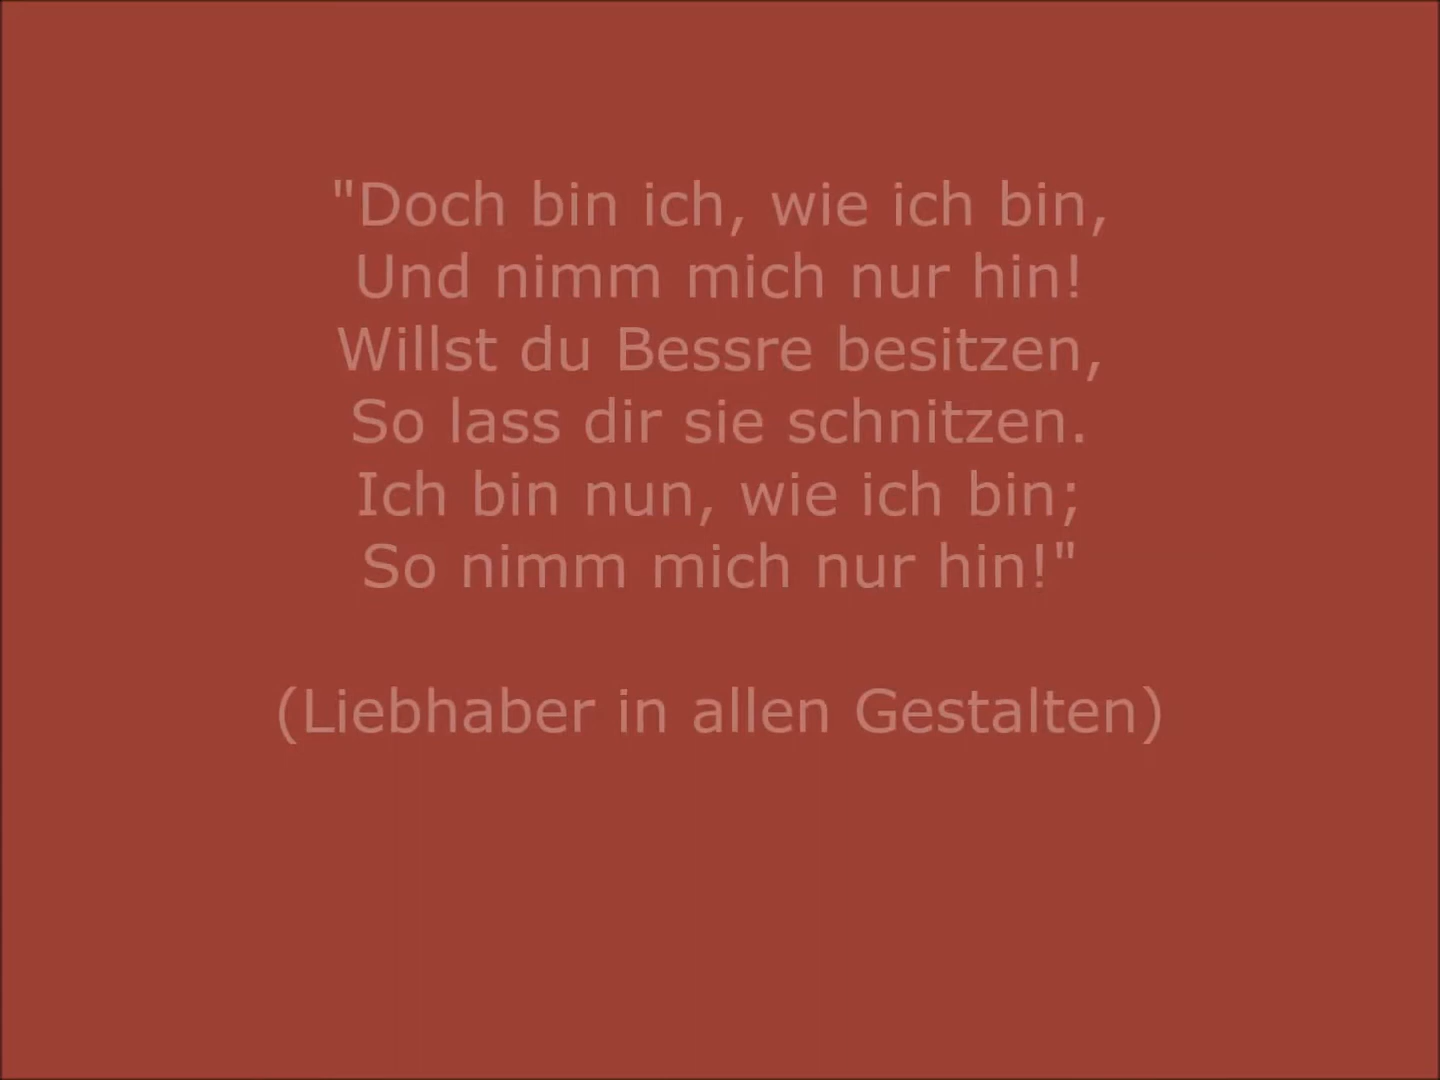 "Doch bin ich, wie ich bin,
Und nimm mich nur hin!
Willst du Bessre besitzen,
So lass dir sie schnitzen.
Ich bin nun, wie ich bin;
So nimm mich nur hin!"
(Liebhaber in allen Gestalten)